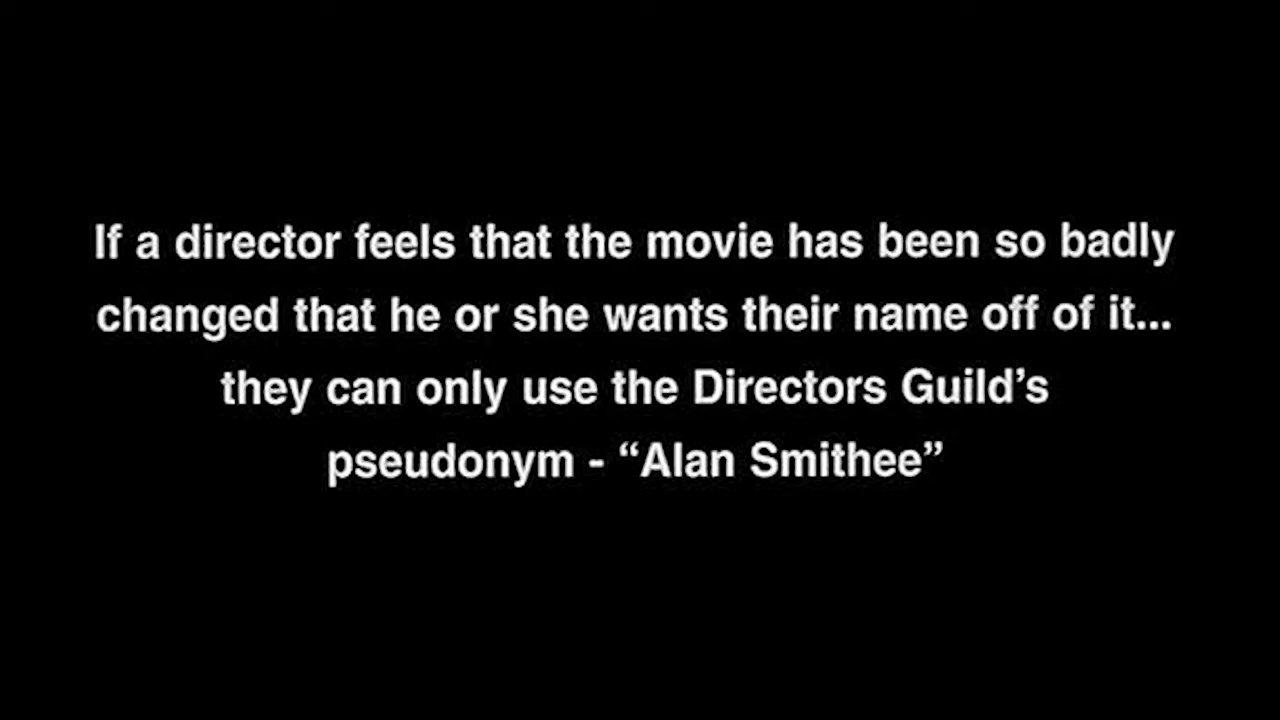 If a director feels that the movie has been so badly
changed that he or she wants their name off of it...
they can only use the Directors Guild’s
pseudonym - “Alan Smithee”